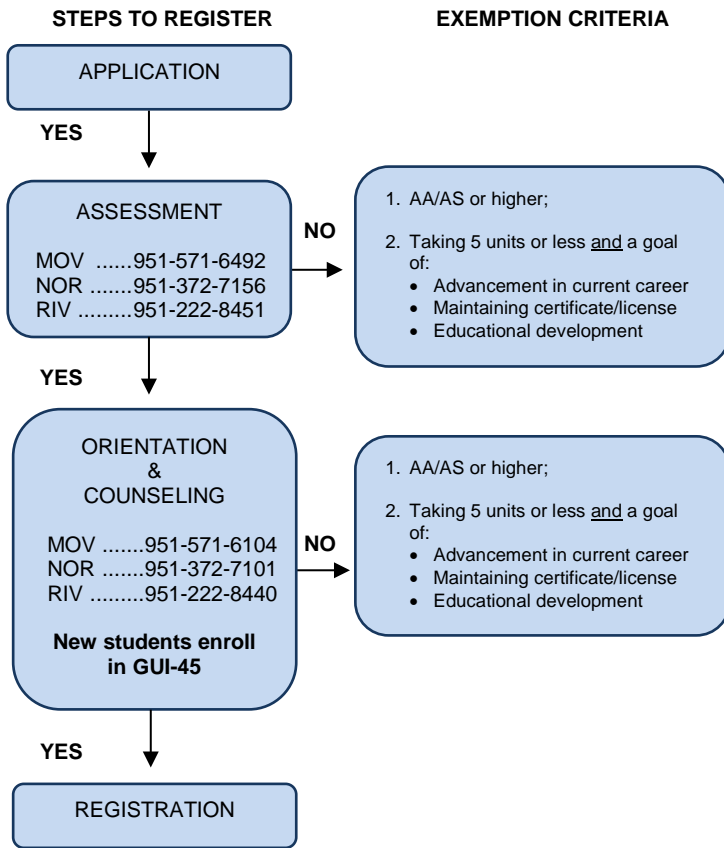 STEPS TO REGISTER
EXEMPTION CRITERIA
APPLICATION
YES
ASSESSMENT
MOV ......951-571-6492
NOR ......951-372-7156
RIV .........951-222-8451
NO
1. AA/AS or higher;
2. Taking 5 units or less and a goal
of:
• Advancement in current career
• Maintaining certificate/license
• Educational development
YES
ORIENTATION
&
COUNSELING
MOV .......951-571-6104
NOR .......951-372-7101
RIV ..........951-222-8440
New students enroll
in GUI-45
NO
1. AA/AS or higher;
2. Taking 5 units or less and a goal
of:
• Advancement in current career
• Maintaining certificate/license
• Educational development
YES
REGISTRATION